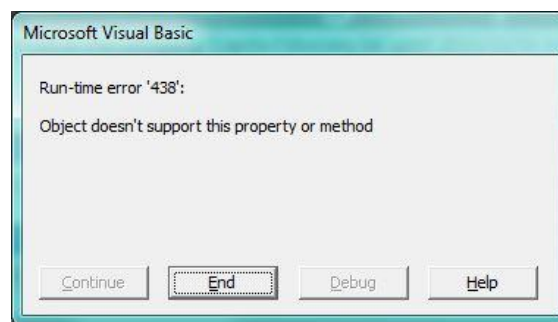 Microsoft Visual Basic
Run-time error '438':
Object doesn't support this property or method
Continue End Debug Help